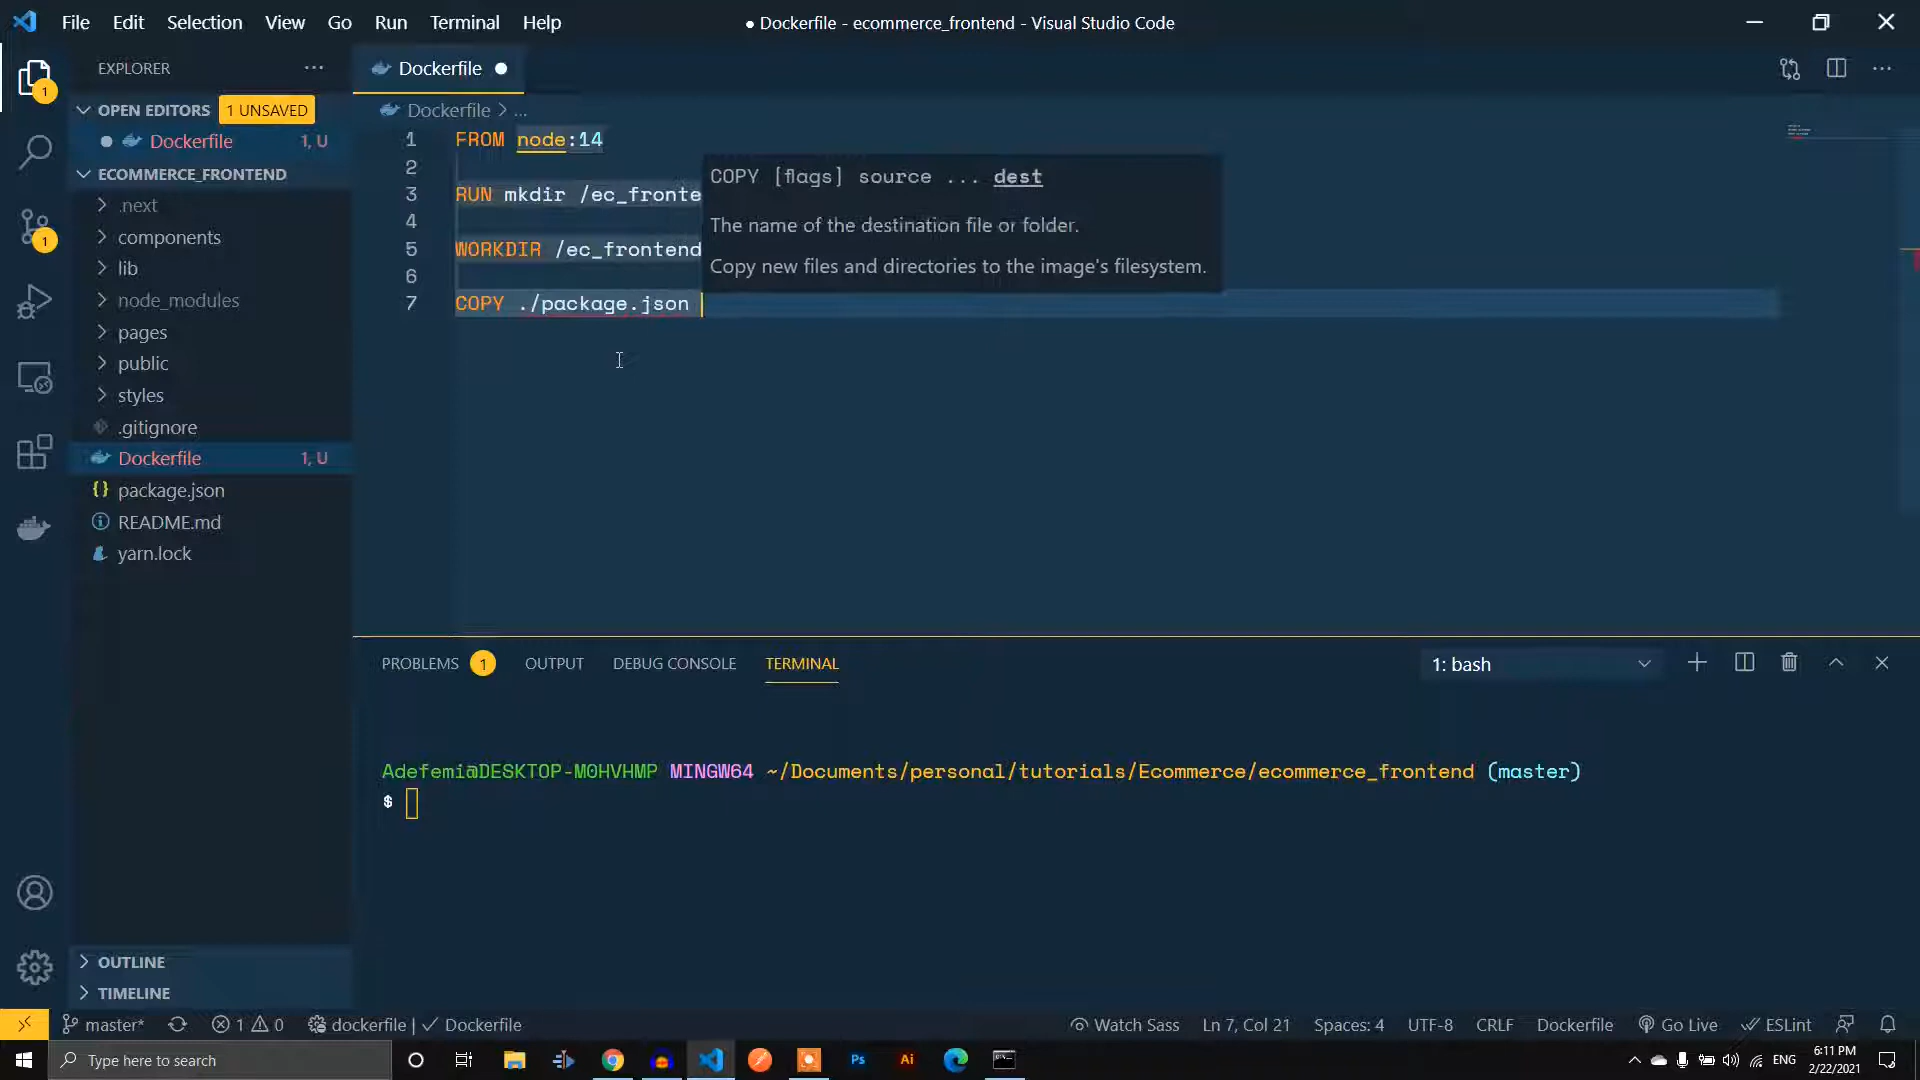 File Edit Selection View Go Run Terminal Help
● Dockerfile - ecommerce_frontend - Visual Studio Code
EXPLORER
Dockerfile
OPEN EDITORS 1 UNSAVED
Dockerfile 1, U
ECOMMERCE_FRONTEND
.next
components
lib
node_modules
pages
public
styles
.gitignore
Dockerfile 1, U
package.json
README.md
yarn.lock
OUTLINE
TIMELINE
1
1
Dockerfile > ...
1 FROM node:14
2
3 RUN mkdir /ec_fronte
4
5 WORKDIR /ec_frontend
6
7 COPY ./package.json
COPY [flags] source ... dest
The name of the destination file or folder.
Copy new files and directories to the image's filesystem.
PROBLEMS 1 OUTPUT DEBUG CONSOLE TERMINAL
1: bash
Adefemi@DESKTOP-M0HVHMP MINGW64 ~/Documents/personal/tutorials/Ecommerce/ecommerce_frontend (master)
$
master* 1 0 dockerfile | ✓ Dockerfile
Watch Sass Ln 7, Col 21 Spaces: 4 UTF-8 CRLF Dockerfile Go Live ESLint
Type here to search
Ps Ai
ENG
6:11 PM
2/22/2021